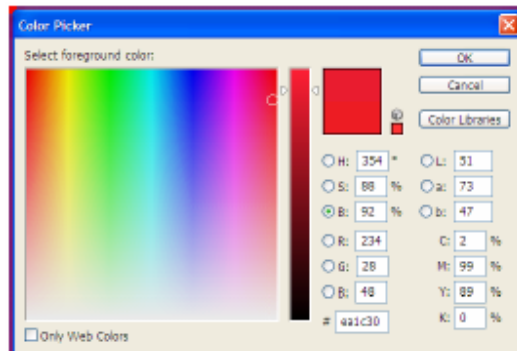 Color Picker
Select foreground color:
OK
Cancel
Color Libraries
H: 354 °
L: 51
S: 88 %
a: 73
B: 92 %
b: 47
R: 234
C: 2 %
G: 28
M: 99 %
B: 48
Y: 89 %
# ea1c30
K: 0 %
Only Web Colors